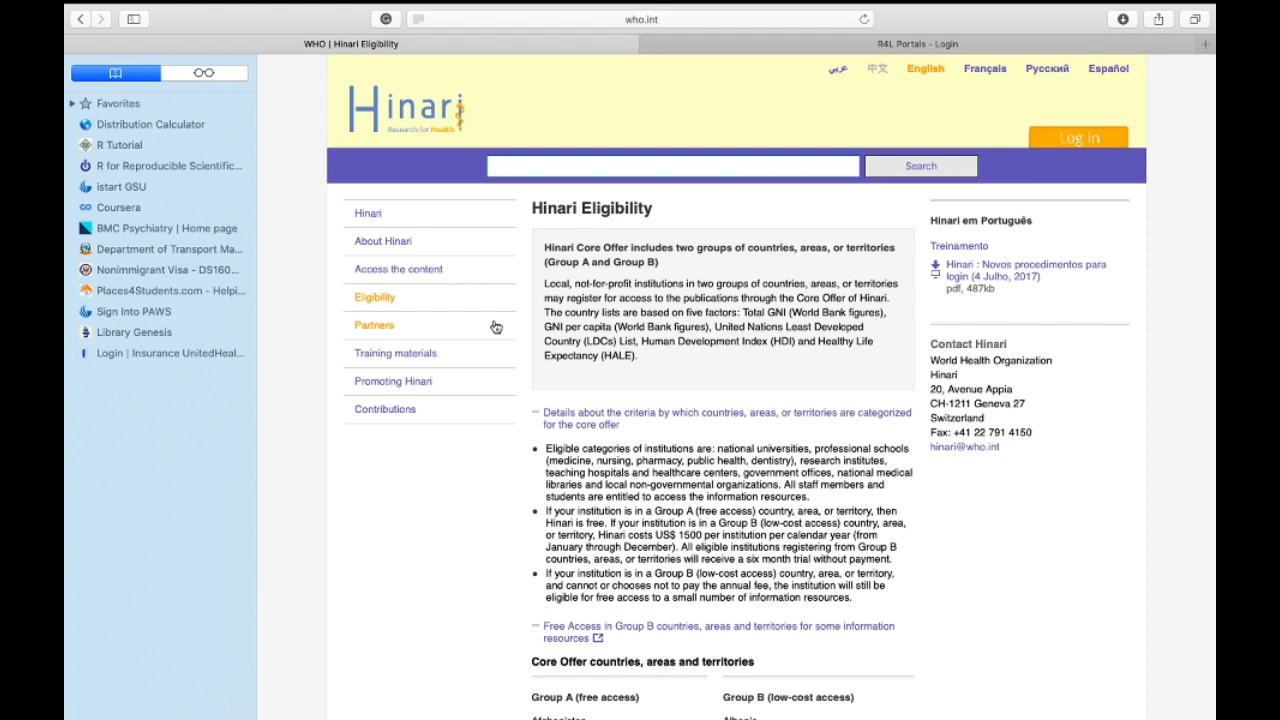 who.int
WHO | Hinari Eligibility
R4L Portals - Login
Favorites
Distribution Calculator
R Tutorial
R for Reproducible Scientific...
istart GSU
Coursera
BMC Psychiatry | Home page
Department of Transport Ma...
Nonimmigrant Visa - DS160...
Places4Students.com - Helpi...
Sign Into PAWS
Library Genesis
Login | Insurance UnitedHeal...
عربي
中文
English
Français
Русский
Español
Hinari
Research for Health
Log in
Search
Hinari
About Hinari
Access the content
Eligibility
Partners
Training materials
Promoting Hinari
Contributions
Hinari Eligibility
Hinari Core Offer includes two groups of countries, areas, or territories
(Group A and Group B)
Local, not-for-profit institutions in two groups of countries, areas, or territories
may register for access to the publications through the Core Offer of Hinari.
The country lists are based on five factors: Total GNI (World Bank figures),
GNI per capita (World Bank figures), United Nations Least Developed
Country (LDCs) List, Human Development Index (HDI) and Healthy Life
Expectancy (HALE).
Details about the criteria by which countries, areas, or territories are categorized
for the core offer
Eligible categories of institutions are: national universities, professional schools
(medicine, nursing, pharmacy, public health, dentistry), research institutes,
teaching hospitals and healthcare centers, government offices, national medical
libraries and local non-governmental organizations. All staff members and
students are entitled to access the information resources.
If your institution is in a Group A (free access) country, area, or territory, then
Hinari is free. If your institution is in a Group B (low-cost access) country, area,
or territory, Hinari costs US$ 1500 per institution per calendar year (from
January through December). All eligible institutions registering from Group B
countries, areas, or territories will receive a six month trial without payment.
If your institution is in a Group B (low-cost access) country, area, or territory,
and cannot or chooses not to pay the annual fee, the institution will still be
eligible for free access to a small number of information resources.
Free Access in Group B countries, areas and territories for some information
resources
Core Offer countries, areas and territories
Group A (free access)
Group B (low-cost access)
Afghanistan
Albania
Hinari em Português
Treinamento
Hinari : Novos procedimentos para
login (4 Julho, 2017)
pdf, 487kb
Contact Hinari
World Health Organization
Hinari
20, Avenue Appia
CH-1211 Geneva 27
Switzerland
Fax: +41 22 791 4150
hinari@who.int